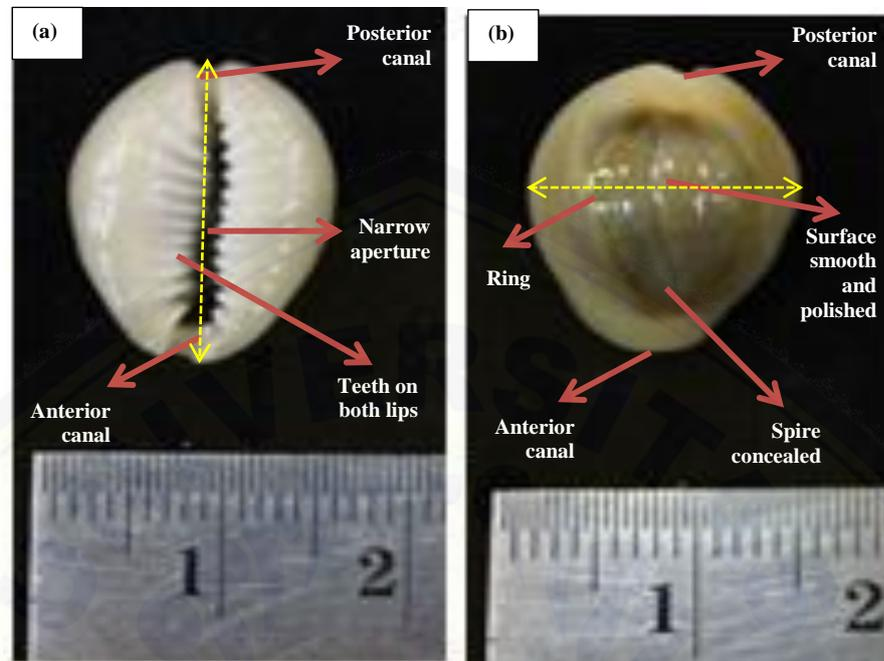 (a)
Posterior
canal
Narrow
aperture
Teeth on
both lips
Anterior
canal
1
2
(b)
Posterior
canal
Surface
smooth
and
polished
Ring
Anterior
canal
Spire
concealed
1
2